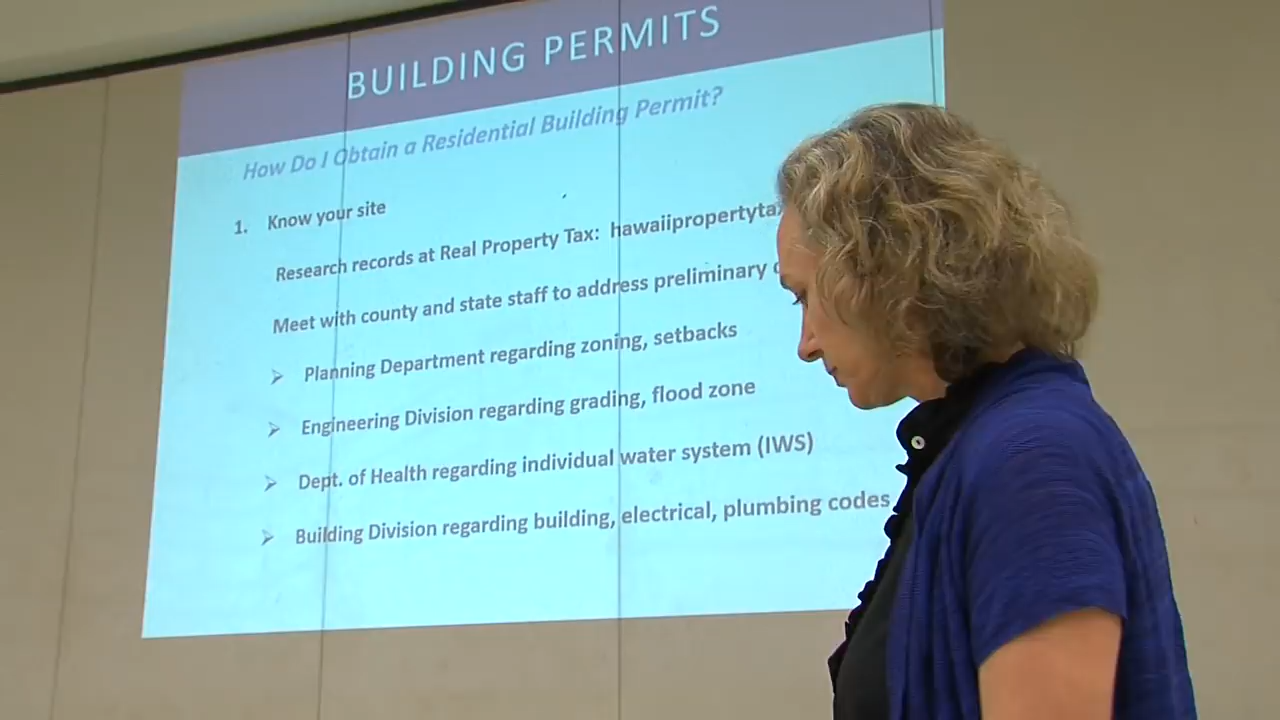 BUILDING PERMITS
How Do I Obtain a Residential Building Permit?
1. Know your site
Research records at Real Property Tax: hawaiipropertytax
Meet with county and state staff to address preliminary
➢ Planning Department regarding zoning, setbacks
➢ Engineering Division regarding grading, flood zone
➢ Dept. of Health regarding individual water system (IWS)
➢ Building Division regarding building, electrical, plumbing codes